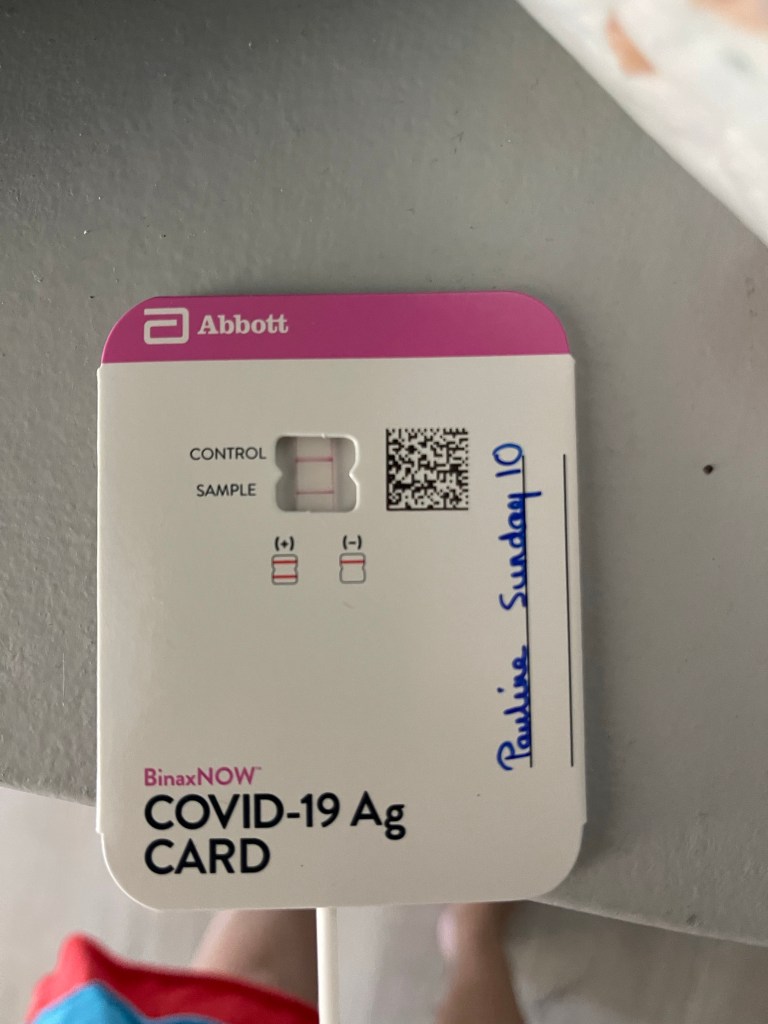 Abbott
CONTROL
SAMPLE
(+) (-)
BinaxNOW™
COVID-19 Ag
CARD
Pauline Sunday 10